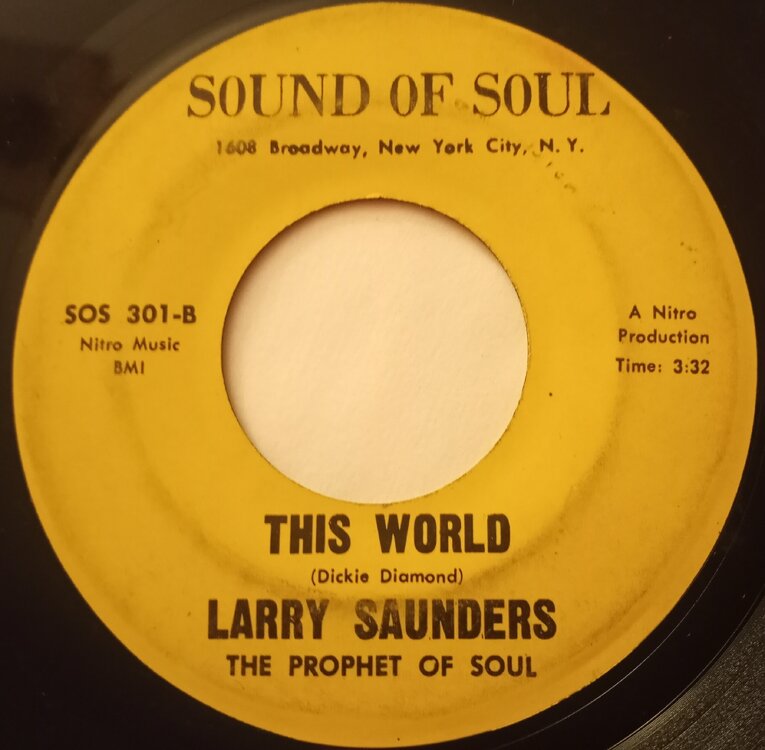 SOUND OF SOUL
1608 Broadway, New York City, N. Y.
SOS 301-B
Nitro Music
BMI
A Nitro
Production
Time: 3:32
THIS WORLD
(Dickie Diamond)
LARRY SAUNDERS
THE PROPHET OF SOUL